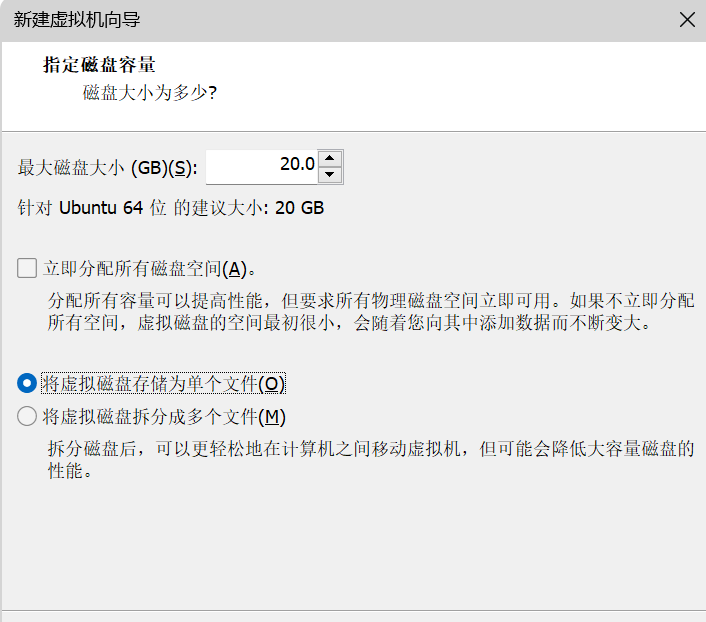 新建虚拟机向导
指定磁盘容量
磁盘大小为多少?
最大磁盘大小 (GB)(S): 20.0
针对 Ubuntu 64 位 的建议大小: 20 GB
立即分配所有磁盘空间(A)。
分配所有容量可以提高性能，但要求所有物理磁盘空间立即可用。如果不立即分配
所有空间，虚拟磁盘的空间最初很小，会随着您向其中添加数据而不断变大。
将虚拟磁盘存储为单个文件(O)
将虚拟磁盘拆分成多个文件(M)
拆分磁盘后，可以更轻松地在计算机之间移动虚拟机，但可能会降低大容量磁盘的
性能。